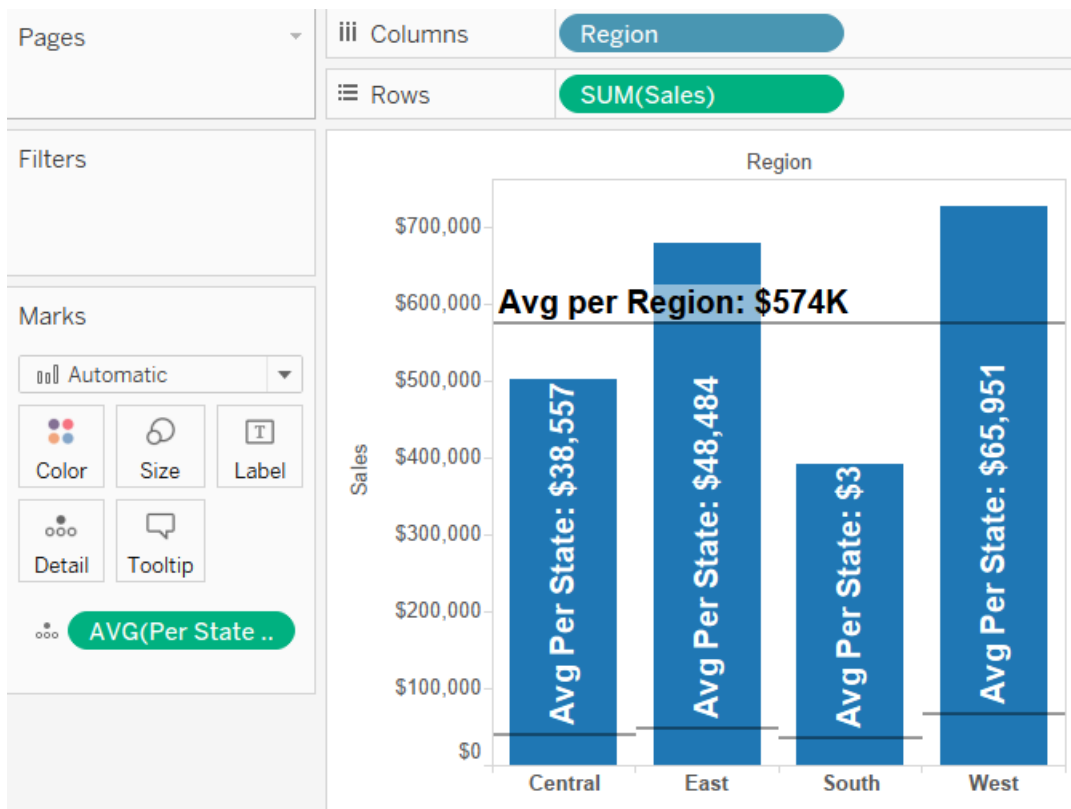 Pages
Columns
Region
Rows
SUM(Sales)
Filters
Marks
Automatic
Color
Size
T
Label
Detail
Tooltip
AVG(Per State ..
Region
Sales
$700,000
$600,000
$500,000
$400,000
$300,000
$200,000
$100,000
$0
Avg per Region: $574K
Avg Per State: $38,557
Avg Per State: $48,484
Avg Per State: $3
Avg Per State: $65,951
Central
East
South
West